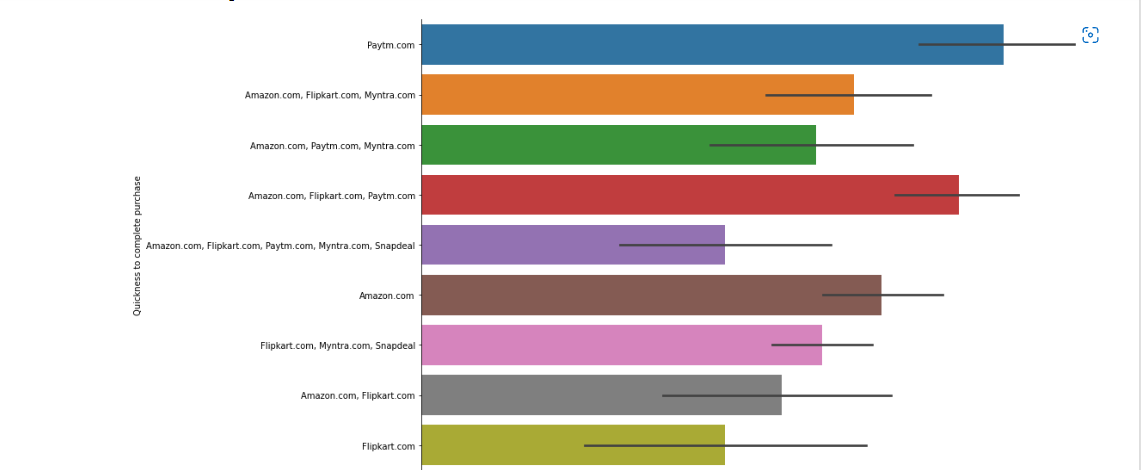 Paytm.com
Amazon.com, Flipkart.com, Myntra.com
Amazon.com, Paytm.com, Myntra.com
Amazon.com, Flipkart.com, Paytm.com
Quickness to complete purchase
Amazon.com, Flipkart.com, Paytm.com, Myntra.com, Snapdeal
Amazon.com
Flipkart.com, Myntra.com, Snapdeal
Amazon.com, Flipkart.com
Flipkart.com